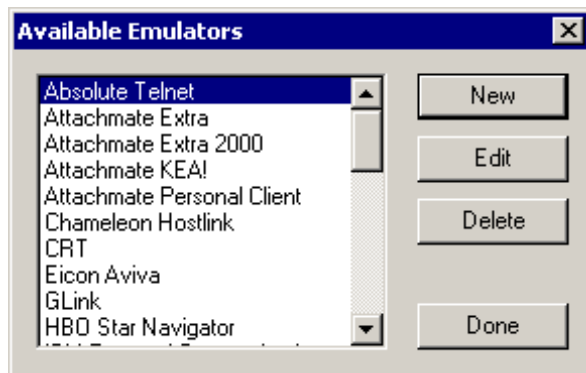 Available Emulators
Absolute Telnet
Attachmate Extra
Attachmate Extra 2000
Attachmate KEA!
Attachmate Personal Client
Chameleon Hostlink
CRT
Eicon Aviva
GLink
HBO Star Navigator
New
Edit
Delete
Done